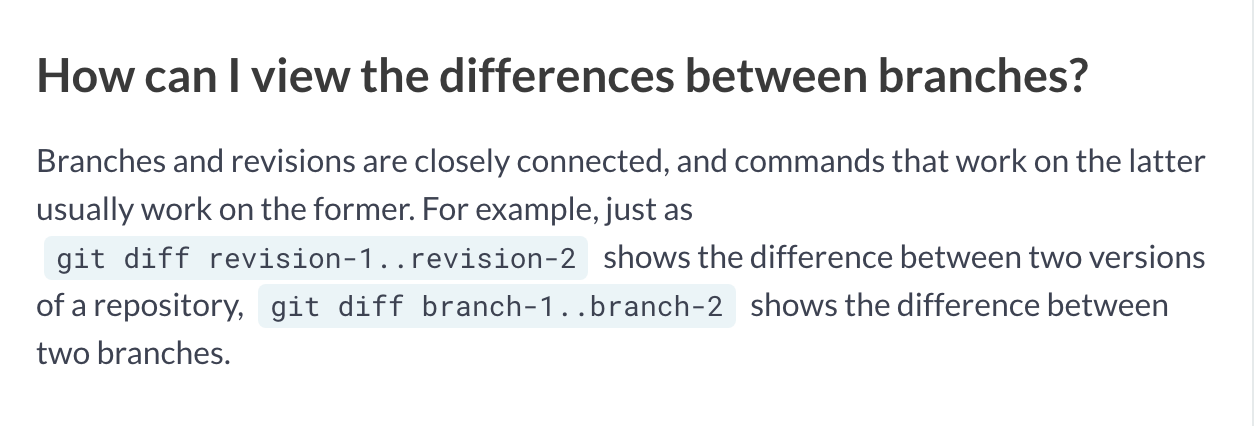 How can I view the differences between branches?
Branches and revisions are closely connected, and commands that work on the latter
usually work on the former. For example, just as
git diff revision-1..revision-2 shows the difference between two versions
of a repository, git diff branch-1..branch-2 shows the difference between
two branches.